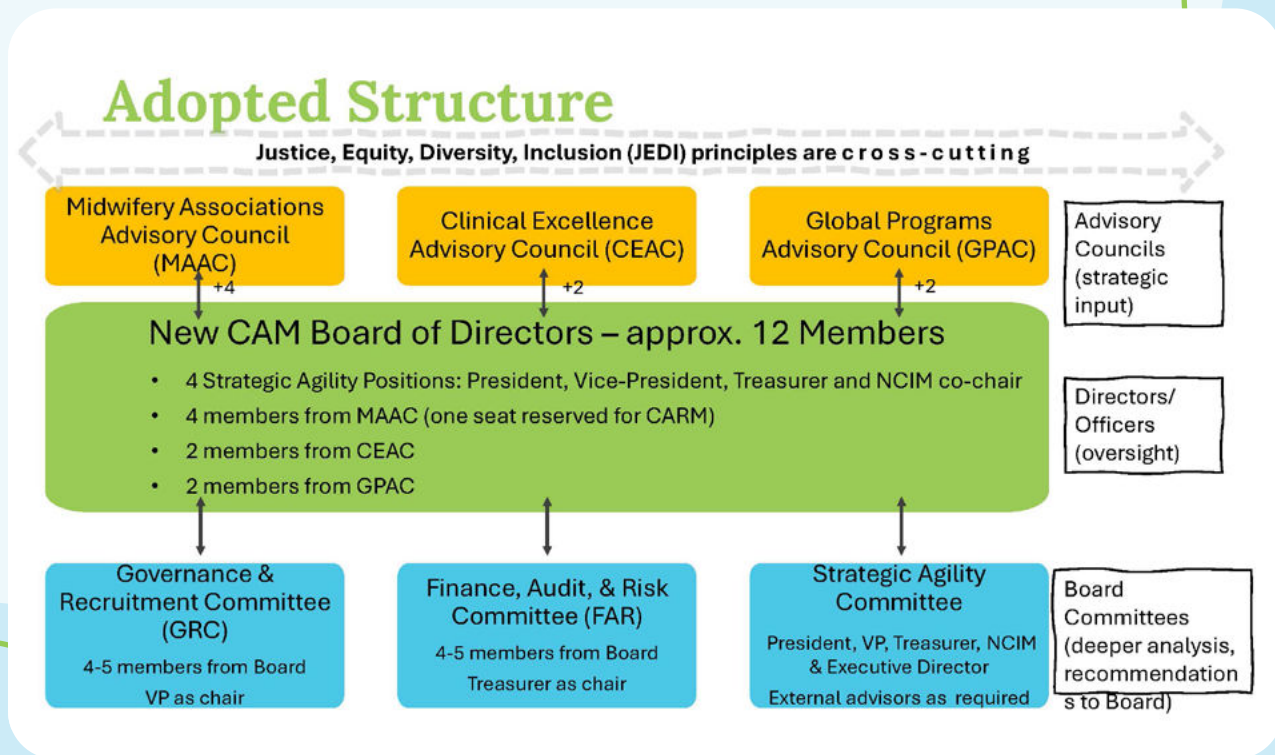 Adopted Structure
Justice, Equity, Diversity, Inclusion (JEDI) principles are cross-cutting
Midwifery Associations
Advisory Council
(MAAC)
Clinical Excellence
Advisory Council (CEAC)
Global Programs
Advisory Council (GPAC)
Advisory
Councils
(strategic
input)
+4
+2
+2
New CAM Board of Directors – approx. 12 Members
• 4 Strategic Agility Positions: President, Vice-President, Treasurer and NCIM co-chair
• 4 members from MAAC (one seat reserved for CARM)
• 2 members from CEAC
• 2 members from GPAC
Directors/
Officers
(oversight)
Governance &
Recruitment Committee
(GRC)
4-5 members from Board
VP as chair
Finance, Audit, & Risk
Committee (FAR)
4-5 members from Board
Treasurer as chair
Strategic Agility
Committee
President, VP, Treasurer, NCIM
& Executive Director
External advisors as required
Board
Committees
(deeper analysis,
recommendation
s to Board)